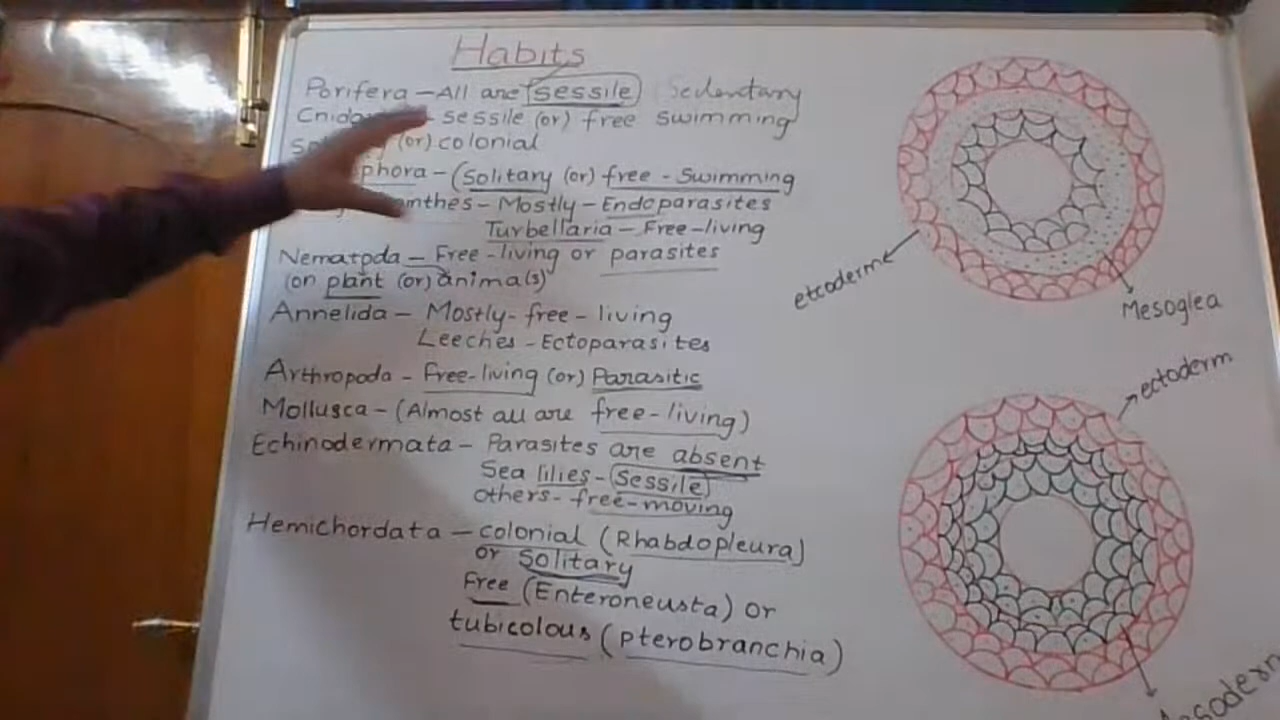 Habits
Porifera - All are sessile Sedentary
- sessile (or) free swimming
(or) colonial
phora - (Solitary (or) free - Swimming
nthes - Mostly - Endoparasites
Turbellaria - Free-living
Nematoda - Free-living or parasites
(on plant (or) animals)
Annelida - Mostly-free-living
Leeches - Ectoparasites
Arthropoda - Free-living (or) Parasitic
Mollusca - (Almost all are free-living)
Echinodermata - Parasites are absent
Sea lilies - Sessile
Others - free-moving
Hemichordata - colonial (Rhabdopleura)
or Solitary
Free (Enteroneusta) or
tubicolous (pterobranchia)
etcoderm
Mesoglea
ectoderm